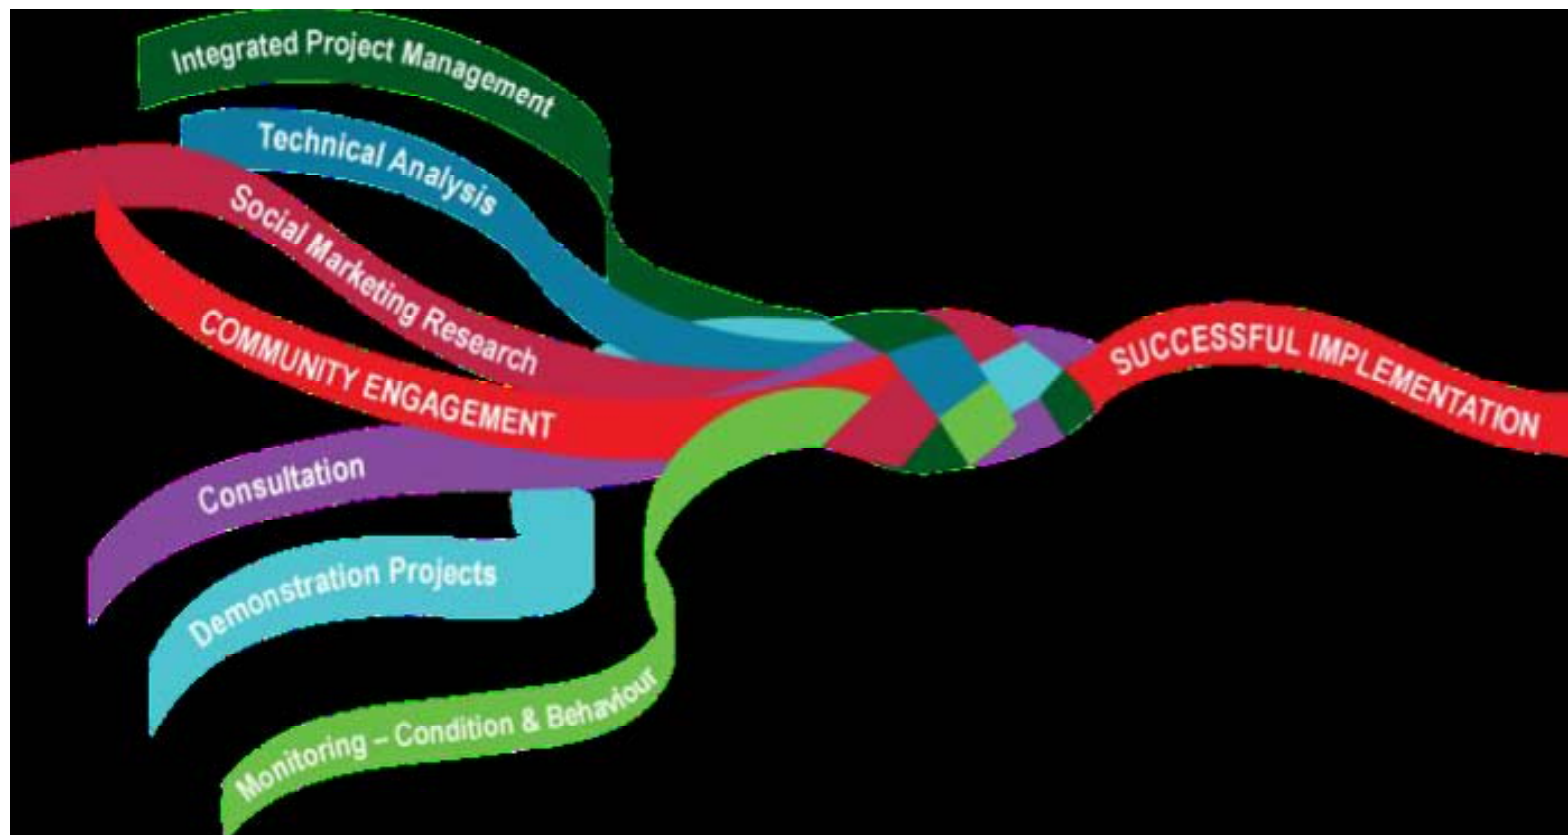 Integrated Project Management
Technical Analysis
Social Marketing Research
COMMUNITY ENGAGEMENT
Consultation
Demonstration Projects
Monitoring – Condition & Behaviour
SUCCESSFUL IMPLEMENTATION